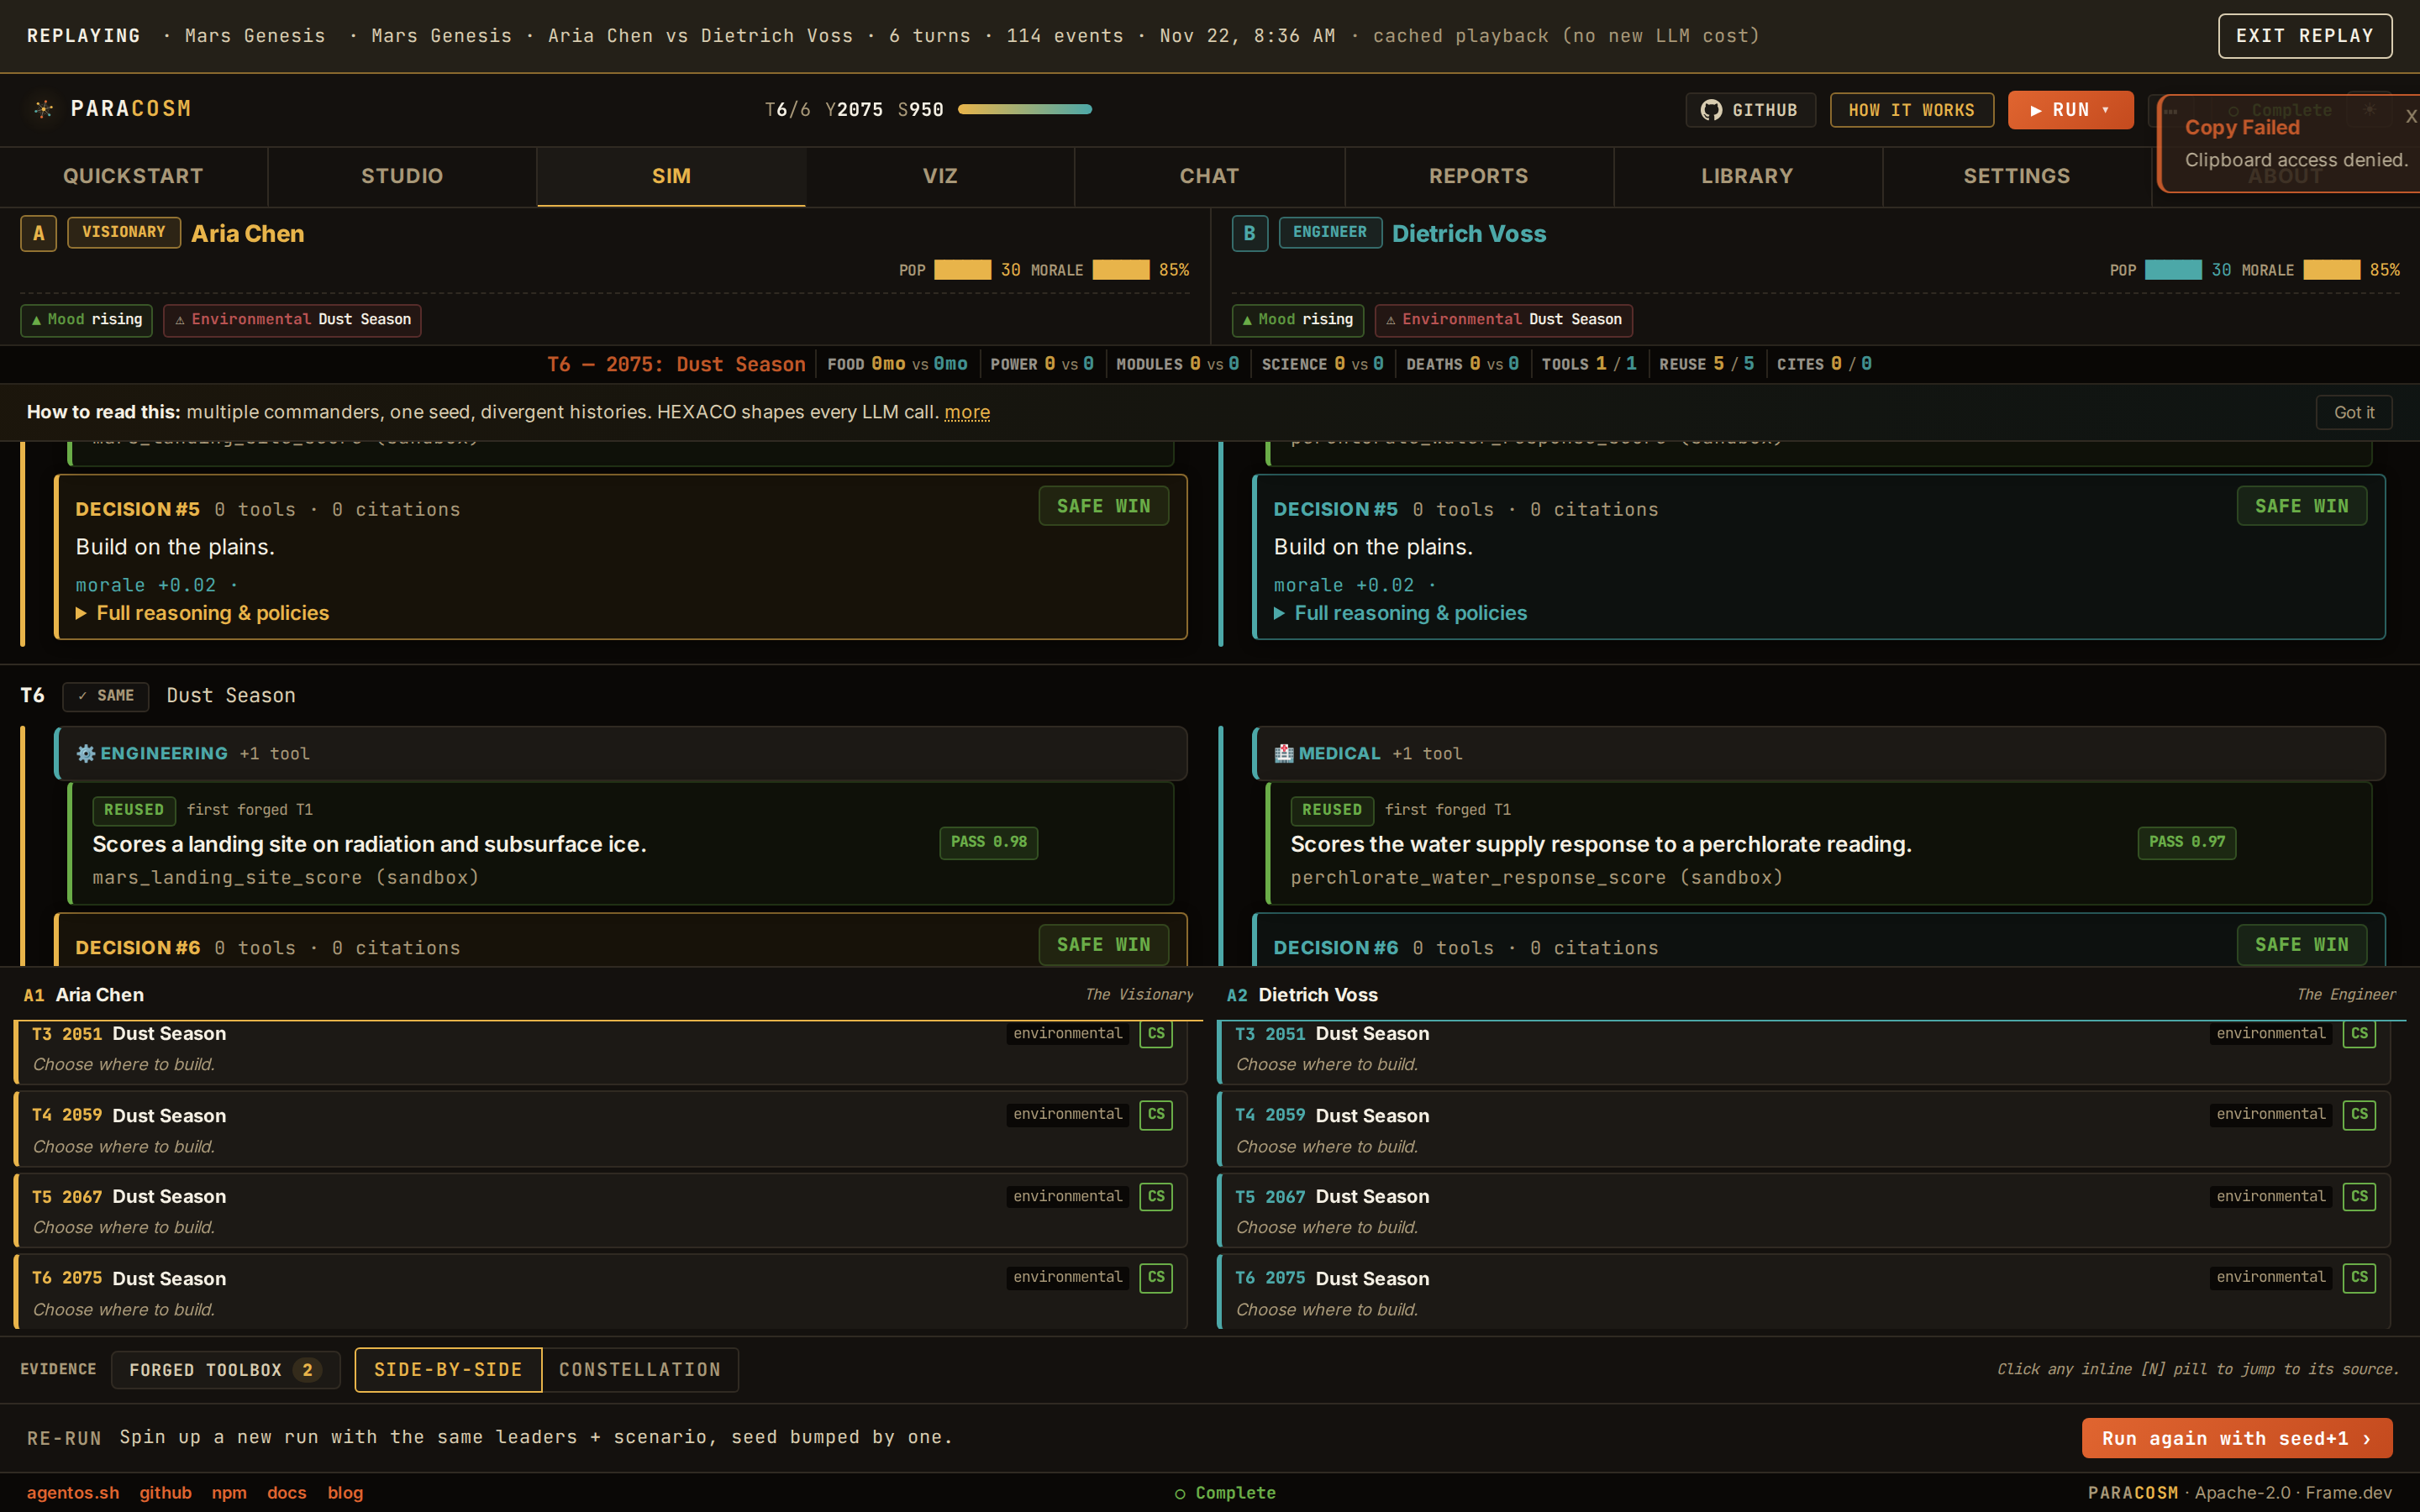 REPLAYING · Mars Genesis · Mars Genesis · Aria Chen vs Dietrich Voss · 6 turns · 114 events · Nov 22, 8:36 AM · cached playback (no new LLM cost)
EXIT REPLAY
PARACOSM
T6/6 Y2075 S950
GITHUB
HOW IT WORKS
▶ RUN ▾
Complete
Copy Failed
X
Clipboard access denied.
QUICKSTART
STUDIO
SIM
VIZ
CHAT
REPORTS
LIBRARY
SETTINGS
ABOUT
A VISIONARY Aria Chen
POP 30 MORALE 85%
▲ Mood rising
⚠ Environmental Dust Season
B ENGINEER Dietrich Voss
POP 30 MORALE 85%
▲ Mood rising
⚠ Environmental Dust Season
T6 — 2075: Dust Season FOOD 0mo vs 0mo POWER 0 vs 0 MODULES 0 vs 0 SCIENCE 0 vs 0 DEATHS 0 vs 0 TOOLS 1 / 1 REUSE 5 / 5 CITES 0 / 0
How to read this: multiple commanders, one seed, divergent histories. HEXACO shapes every LLM call. more
Got it
mars_landing_site_score (sandbox)
perchlorate_water_response_score (sandbox)
DECISION #5 0 tools · 0 citations
SAFE WIN
Build on the plains.
morale +0.02 ·
▶ Full reasoning & policies
DECISION #5 0 tools · 0 citations
SAFE WIN
Build on the plains.
morale +0.02 ·
▶ Full reasoning & policies
T6 ✓ SAME Dust Season
ENGINEERING +1 tool
REUSED first forged T1
Scores a landing site on radiation and subsurface ice.
PASS 0.98
mars_landing_site_score (sandbox)
DECISION #6 0 tools · 0 citations
SAFE WIN
MEDICAL +1 tool
REUSED first forged T1
Scores the water supply response to a perchlorate reading.
PASS 0.97
perchlorate_water_response_score (sandbox)
DECISION #6 0 tools · 0 citations
SAFE WIN
A1 Aria Chen
The Visionary
T3 2051 Dust Season environmental CS
Choose where to build.
T4 2059 Dust Season environmental CS
Choose where to build.
T5 2067 Dust Season environmental CS
Choose where to build.
T6 2075 Dust Season environmental CS
Choose where to build.
A2 Dietrich Voss
The Engineer
T3 2051 Dust Season environmental CS
Choose where to build.
T4 2059 Dust Season environmental CS
Choose where to build.
T5 2067 Dust Season environmental CS
Choose where to build.
T6 2075 Dust Season environmental CS
Choose where to build.
EVIDENCE
FORGED TOOLBOX 2
SIDE-BY-SIDE
CONSTELLATION
Click any inline [N] pill to jump to its source.
RE-RUN Spin up a new run with the same leaders + scenario, seed bumped by one.
Run again with seed+1 ›
agentos.sh github npm docs blog
Complete
PARACOSM · Apache-2.0 · Frame.dev